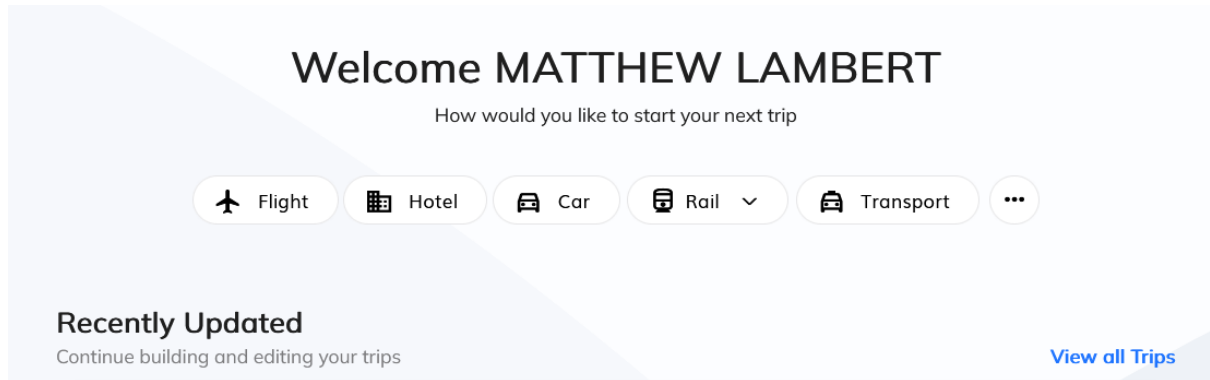 Welcome MATTHEW LAMBERT
How would you like to start your next trip
Flight Hotel Car Rail Transport
Recently Updated
Continue building and editing your trips
View all Trips